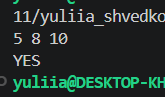 11/yuliia_shvedko
5 8 10
YES
yuliia@DESKTOP-KH